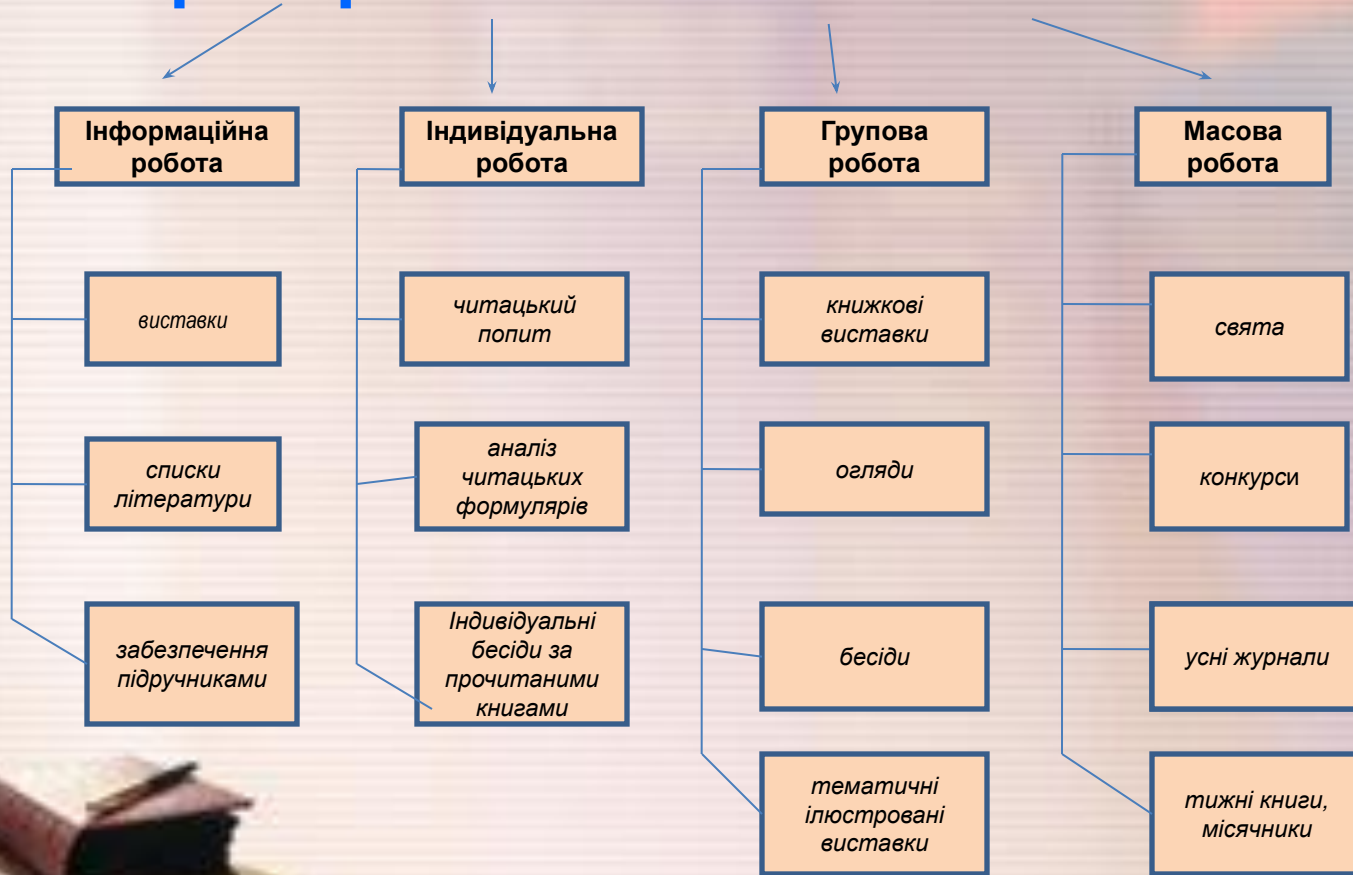 Інформаційна
робота
Індивідуальна
робота
Групова
робота
Масова
робота
виставки
читацький
попит
книжкові
виставки
свята
списки
літератури
аналіз
читацьких
формулярів
огляди
конкурси
забезпечення
підручниками
Індивідуальні
бесіди за
прочитаними
книгами
бесіди
усні журнали
тематичні
ілюстровані
виставки
тижні книги,
місячники